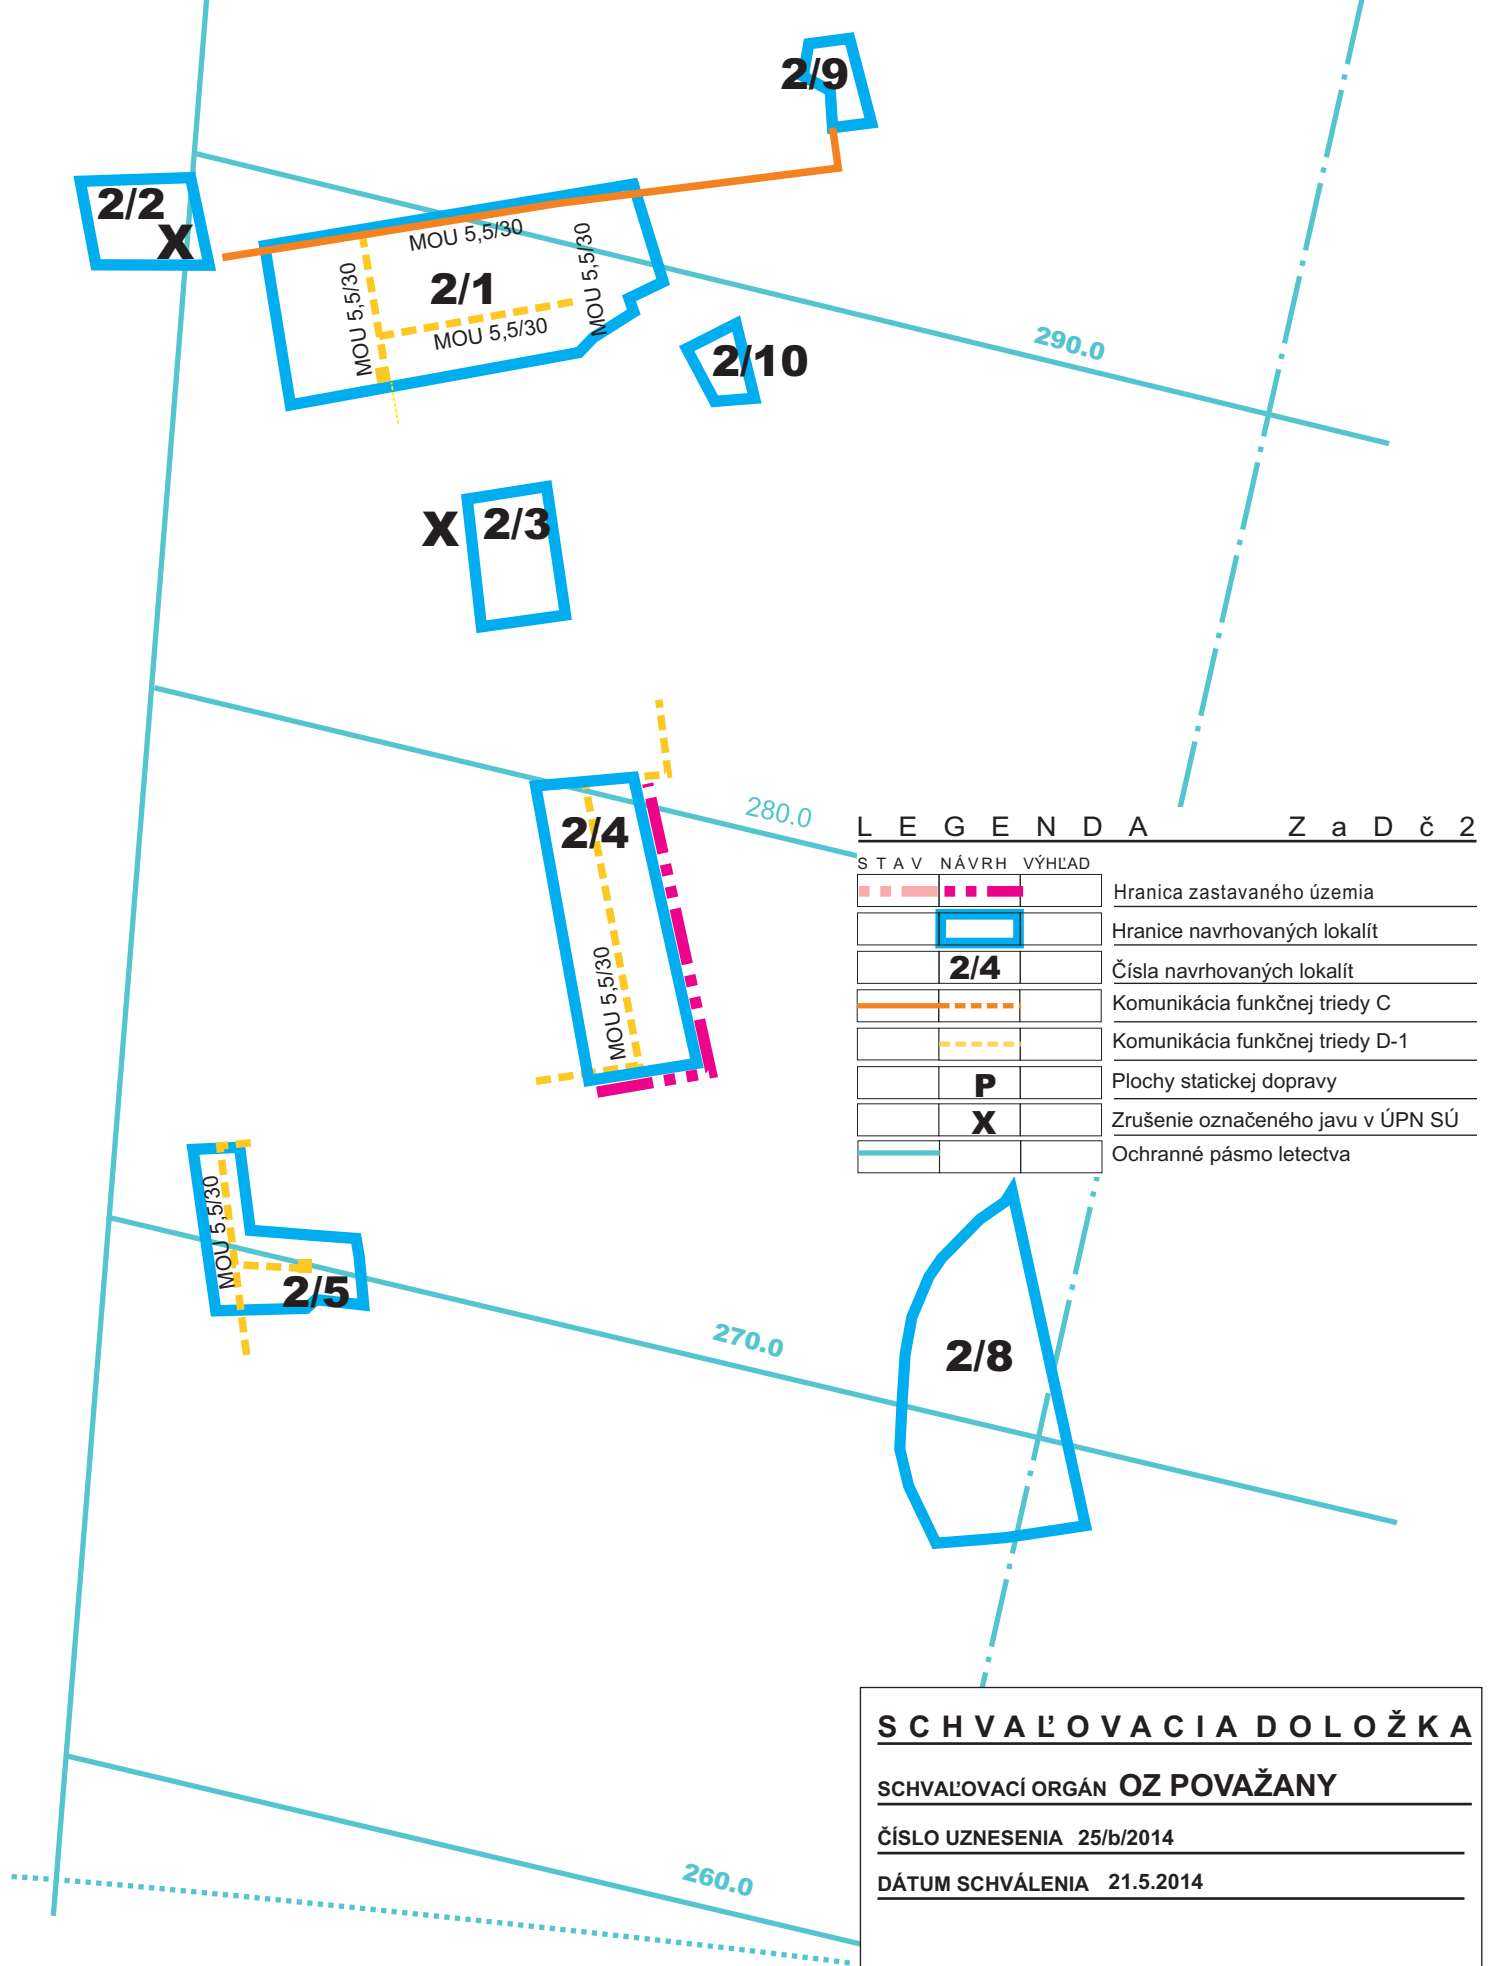 2/9
2/2
X
MOU 5,5/30
MOU 5,5/30
MOU 5,5/30
2/1
MOU 5,5/30
290.0
2/10
X 2/3
280.0
2/4
MOU 5,5/30
L E G E N D A Z a D č 2
S T A V NÁVRH VÝHĽAD
Hranica zastavaného územia
Hranice navrhovaných lokalít
2/4 Čísla navrhovaných lokalít
Komunikácia funkčnej triedy C
Komunikácia funkčnej triedy D-1
P Plochy statickej dopravy
X Zrušenie označeného javu v ÚPN SÚ
Ochranné pásmo letectva
MOU 5,5/30
2/5
270.0
2/8
260.0
S C H V A Ľ O V A C I A D O L O Ž K A
SCHVAĽOVACÍ ORGÁN OZ POVAŽANY
ČÍSLO UZNESENIA 25/b/2014
DÁTUM SCHVÁLENIA 21.5.2014